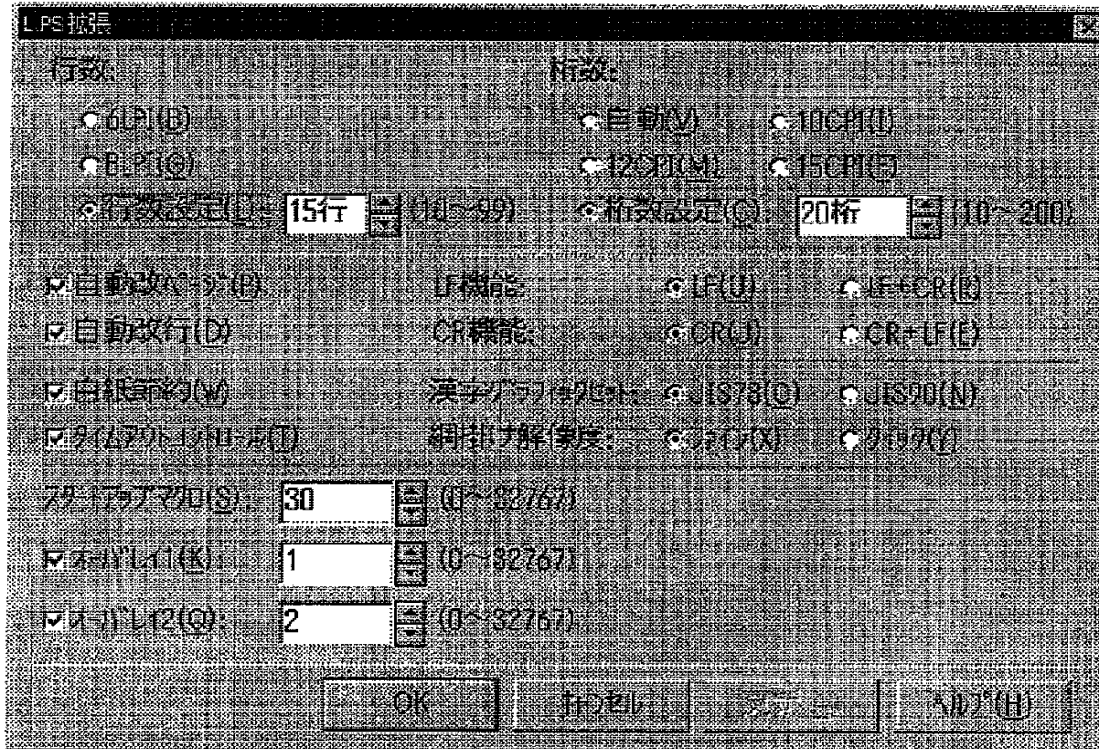 LIPS拡張
行数: 桁数:
6LPI(B) 自動(V) 10CPI(I)
8LPI(G) 12CPI(M) 15CPI(F)
行数設定(L): 15行 (10～99) 桁数設定(C): 20桁 (10～200)
自動改ページ(P) LF機能: LF(U) LF+CR(R)
自動改行(D) CR機能: CR(J) CR+LF(E)
白紙節約(W) 漢字グラフィックセット: JIS78(O) JIS90(N)
タイムアウトコントロール(T) 網掛け解像度: ファイン(X) クイック(Y)
スタートアップマクロ(S): 30 (0～32767)
オーバレイ1(K): 1 (0～32767)
オーバレイ2(Q): 2 (0～32767)
OK キャンセル ヘルプ(H)